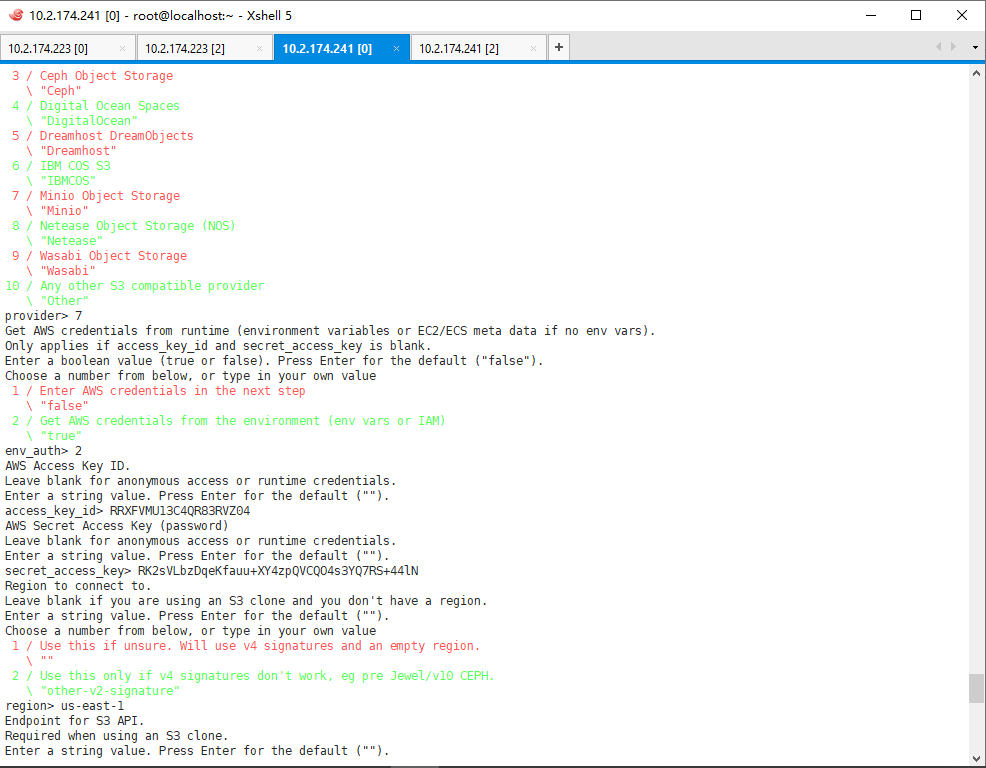 10.2.174.241 [0] - root@localhost:~ - Xshell 5
10.2.174.223 [0] × 10.2.174.223 [2] × 10.2.174.241 [0] × 10.2.174.241 [2] × +
3 / Ceph Object Storage
\ "Ceph"
4 / Digital Ocean Spaces
\ "DigitalOcean"
5 / Dreamhost DreamObjects
\ "Dreamhost"
6 / IBM COS S3
\ "IBMCOS"
7 / Minio Object Storage
\ "Minio"
8 / Netease Object Storage (NOS)
\ "Netease"
9 / Wasabi Object Storage
\ "Wasabi"
10 / Any other S3 compatible provider
\ "Other"
provider> 7
Get AWS credentials from runtime (environment variables or EC2/ECS meta data if no env vars).
Only applies if access_key_id and secret_access_key is blank.
Enter a boolean value (true or false). Press Enter for the default ("false").
Choose a number from below, or type in your own value
1 / Enter AWS credentials in the next step
\ "false"
2 / Get AWS credentials from the environment (env vars or IAM)
\ "true"
env_auth> 2
AWS Access Key ID.
Leave blank for anonymous access or runtime credentials.
Enter a string value. Press Enter for the default ("").
access_key_id> RRXFVMU13C4QR83RVZ04
AWS Secret Access Key (password)
Leave blank for anonymous access or runtime credentials.
Enter a string value. Press Enter for the default ("").
secret_access_key> RK2sVLbzDqeKfauu+XY4zpQVCQO4s3YQ7RS+44lN
Region to connect to.
Leave blank if you are using an S3 clone and you don't have a region.
Enter a string value. Press Enter for the default ("").
Choose a number from below, or type in your own value
1 / Use this if unsure. Will use v4 signatures and an empty region.
\ ""
2 / Use this only if v4 signatures don't work, eg pre Jewel/v10 CEPH.
\ "other-v2-signature"
region> us-east-1
Endpoint for S3 API.
Required when using an S3 clone.
Enter a string value. Press Enter for the default ("").